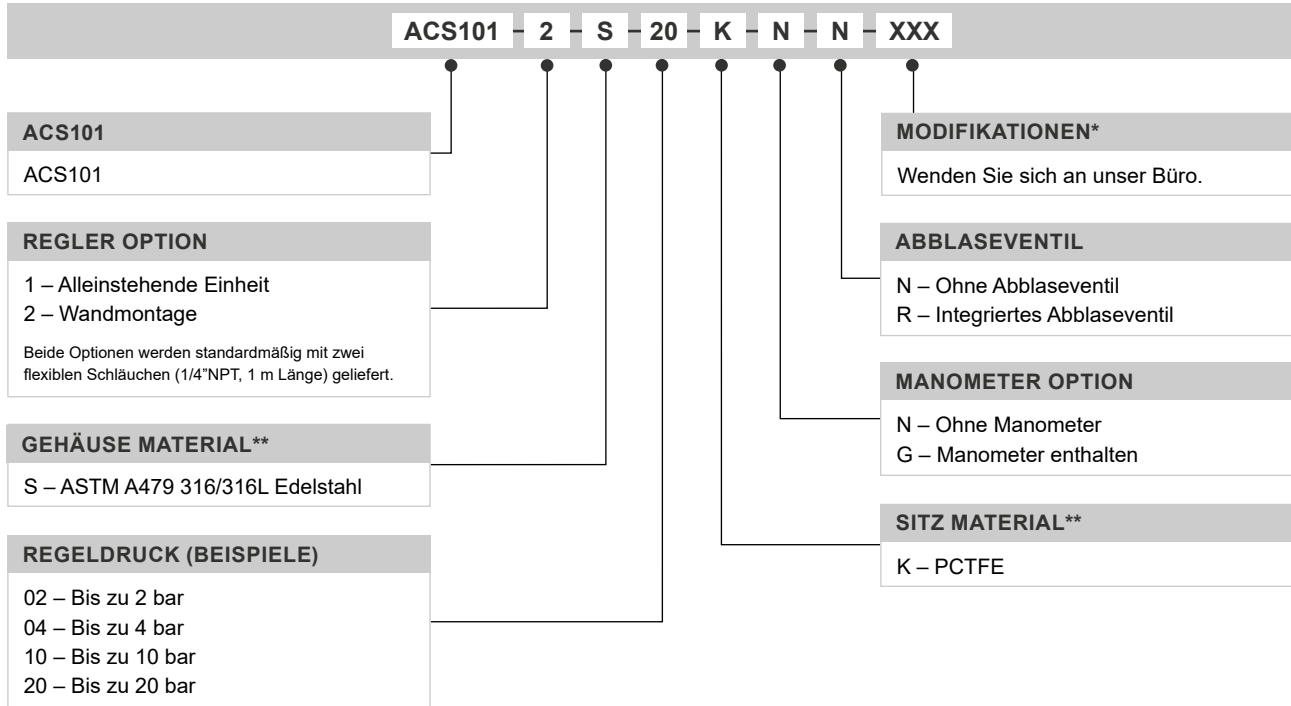 ACS101 - 2 - S - 20 - K - N - N - XXX
ACS101
ACS101
REGLER OPTION
1 – Alleinstehende Einheit
2 – Wandmontage
Beide Optionen werden standardmäßig mit zwei
flexiblen Schläuchen (1/4”NPT, 1 m Länge) geliefert.
GEHÄUSE MATERIAL**
S – ASTM A479 316/316L Edelstahl
REGELDRUCK (BEISPIELE)
02 – Bis zu 2 bar
04 – Bis zu 4 bar
10 – Bis zu 10 bar
20 – Bis zu 20 bar
MODIFIKATIONEN*
Wenden Sie sich an unser Büro.
ABBLASEVENTIL
N – Ohne Abblaseventil
R – Integriertes Abblaseventil
MANOMETER OPTION
N – Ohne Manometer
G – Manometer enthalten
SITZ MATERIAL**
K – PCTFE